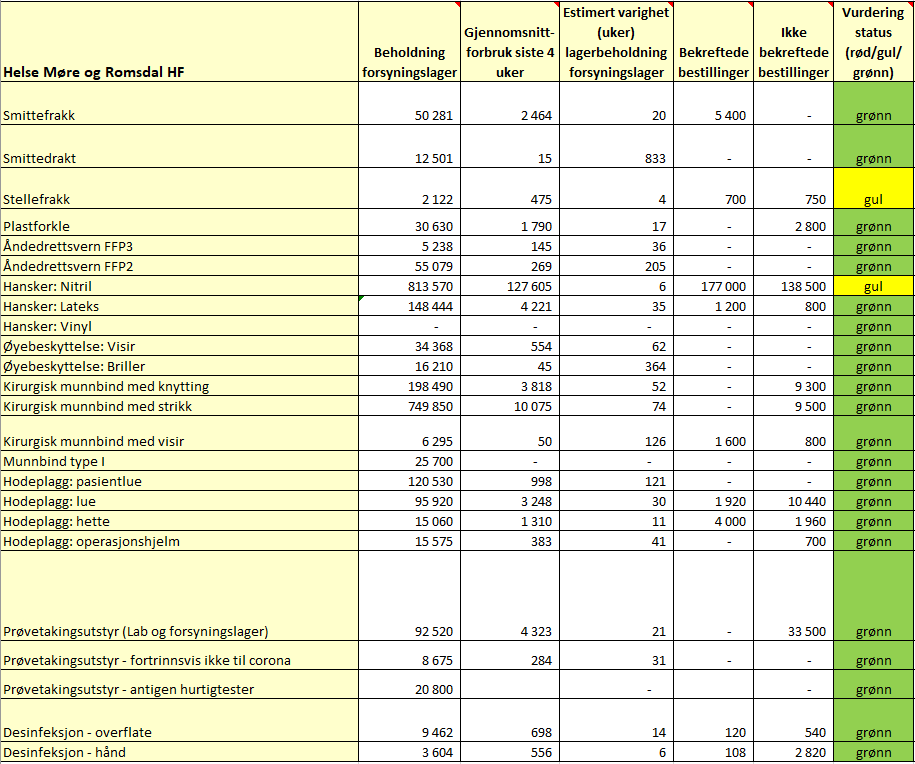 Helse Møre og Romsdal HF | Beholdning forsyningslager | Gjennomsnitt-forbruk siste 4 uker | Estimert varighet (uker) lagerbeholdning forsyningslager | Bekreftede bestillinger | Ikke bekreftede bestillinger | Vurdering status (rød/gul/grønn)
Smittefrakk 50 281 2 464 20 5 400 - grønn
Smittedrakt 12 501 15 833 - - grønn
Stellefrakk 2 122 475 4 700 750 gul
Plastforkle 30 630 1 790 17 - 2 800 grønn
Åndedrettsvern FFP3 5 238 145 36 - - grønn
Åndedrettsvern FFP2 55 079 269 205 - - grønn
Hansker: Nitril 813 570 127 605 6 177 000 138 500 gul
Hansker: Lateks 148 444 4 221 35 1 200 800 grønn
Hansker: Vinyl - - - - - grønn
Øyebeskyttelse: Visir 34 368 554 62 - - grønn
Øyebeskyttelse: Briller 16 210 45 364 - - grønn
Kirurgisk munnbind med knytting 198 490 3 818 52 - 9 300 grønn
Kirurgisk munnbind med strikk 749 850 10 075 74 - 9 500 grønn
Kirurgisk munnbind med visir 6 295 50 126 1 600 800 grønn
Munnbind type I 25 700 - - - - grønn
Hodeplagg: pasientlue 120 530 998 121 - - grønn
Hodeplagg: lue 95 920 3 248 30 1 920 10 440 grønn
Hodeplagg: hette 15 060 1 310 11 4 000 1 960 grønn
Hodeplagg: operasjonshjelm 15 575 383 41 - 700 grønn
Prøvetakingsutstyr (Lab og forsyningslager) 92 520 4 323 21 - 33 500 grønn
Prøvetakingsutstyr - fortrinnsvis ikke til corona 8 675 284 31 - - grønn
Prøvetakingsutstyr - antigen hurtigtester 20 800 - - grønn
Desinfeksjon - overflate 9 462 698 14 120 540 grønn
Desinfeksjon - hånd 3 604 556 6 108 2 820 grønn